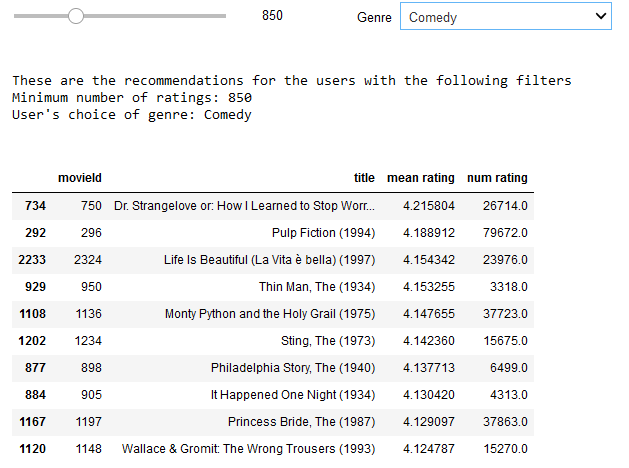 850 Genre Comedy
These are the recommendations for the users with the following filters
Minimum number of ratings: 850
User's choice of genre: Comedy
movieId title mean rating num rating
734 750 Dr. Strangelove or: How I Learned to Stop Worr... 4.215804 26714.0
292 296 Pulp Fiction (1994) 4.188912 79672.0
2233 2324 Life Is Beautiful (La Vita è bella) (1997) 4.154342 23976.0
929 950 Thin Man, The (1934) 4.153255 3318.0
1108 1136 Monty Python and the Holy Grail (1975) 4.147655 37723.0
1202 1234 Sting, The (1973) 4.142360 15675.0
877 898 Philadelphia Story, The (1940) 4.137713 6499.0
884 905 It Happened One Night (1934) 4.130420 4313.0
1167 1197 Princess Bride, The (1987) 4.129097 37863.0
1120 1148 Wallace & Gromit: The Wrong Trousers (1993) 4.124787 15270.0